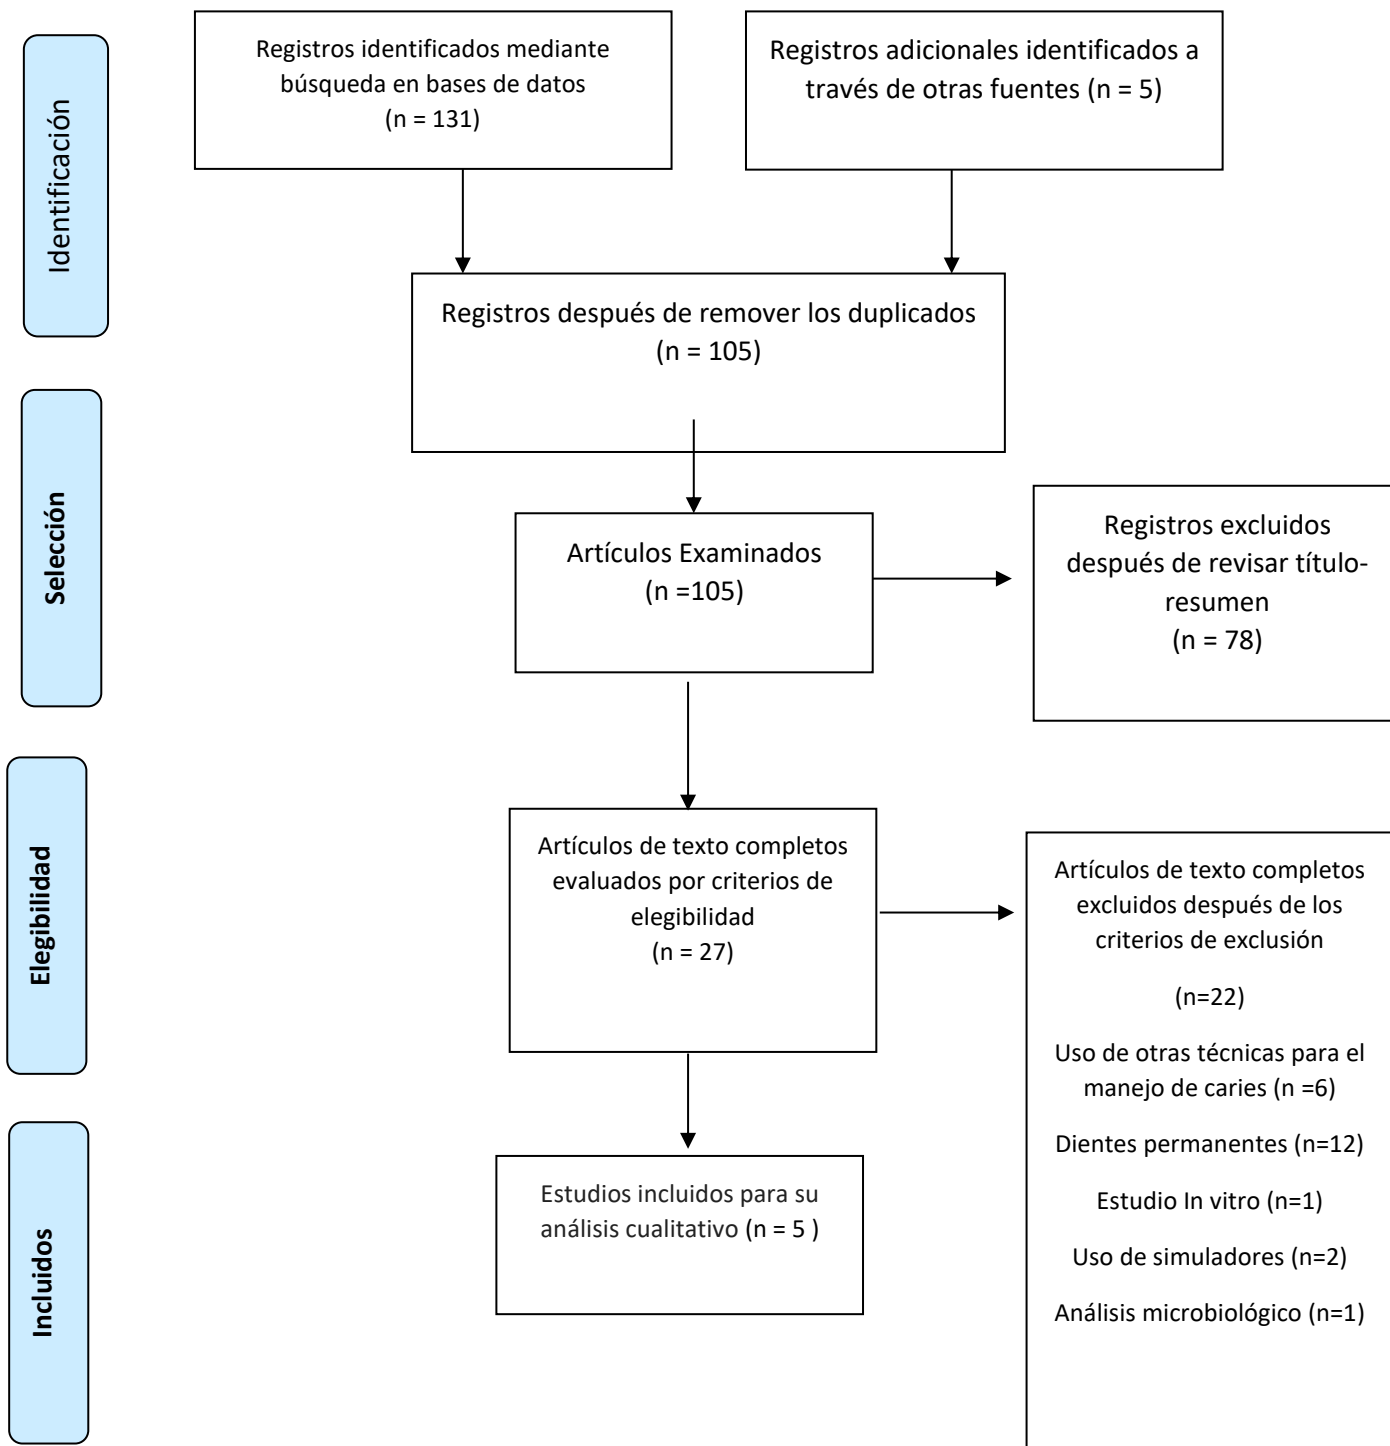 Identificación
Registros identificados mediante
búsqueda en bases de datos
(n = 131)
Registros adicionales identificados a
través de otras fuentes (n = 5)
Registros después de remover los duplicados
(n = 105)
Selección
Artículos Examinados
(n =105)
Registros excluidos
después de revisar título-
resumen
(n = 78)
Elegibilidad
Artículos de texto completos
evaluados por criterios de
elegibilidad
(n = 27)
Artículos de texto completos
excluidos después de los
criterios de exclusión
(n=22)
Uso de otras técnicas para el
manejo de caries (n =6)
Dientes permanentes (n=12)
Estudio In vitro (n=1)
Uso de simuladores (n=2)
Análisis microbiológico (n=1)
Incluidos
Estudios incluidos para su
análisis cualitativo (n = 5 )